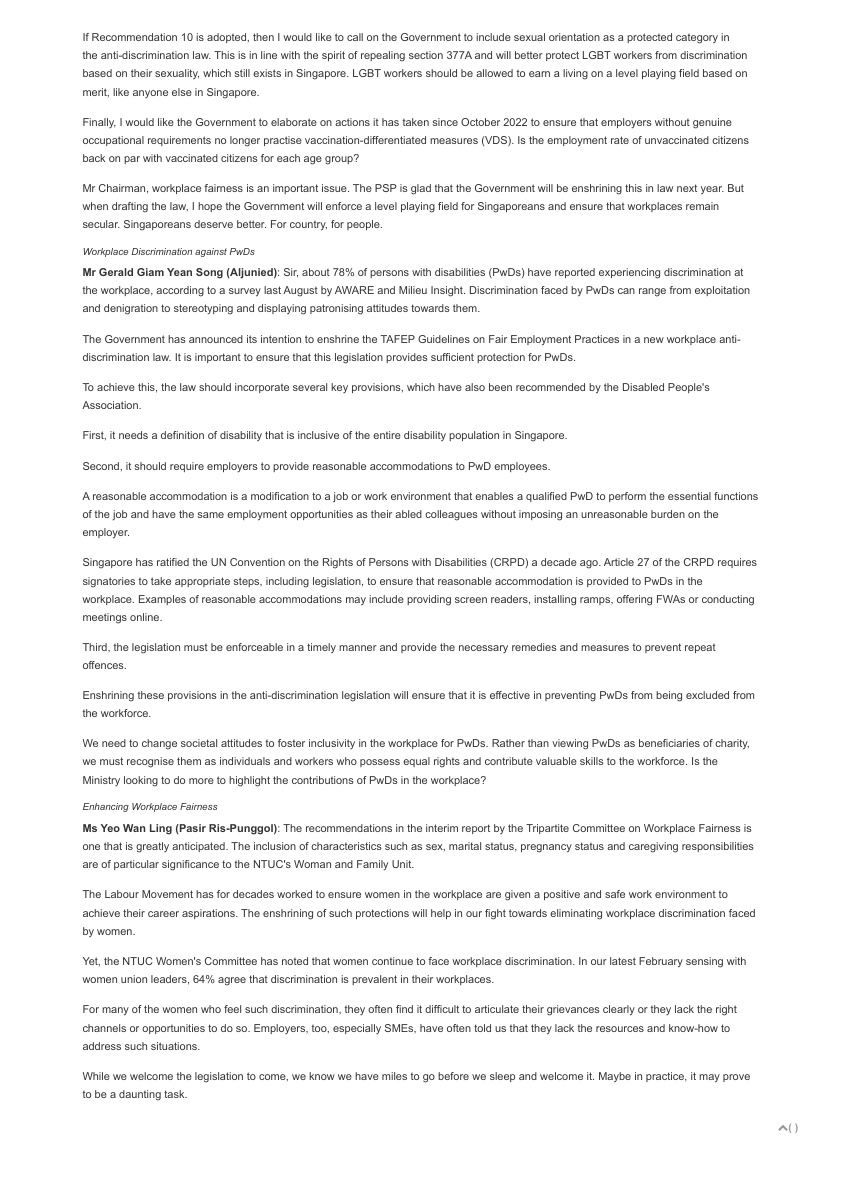 If Recommendation 10 is adopted, then I would like to call on the Government to include sexual orientation as a protected category in
the anti-discrimination law. This is in line with the spirit of repealing section 377A and will better protect LGBT workers from discrimination
based on their sexuality, which still exists in Singapore. LGBT workers should be allowed to earn a living on a level playing field based on
merit, like anyone else in Singapore.
Finally, I would like the Government to elaborate on actions it has taken since October 2022 to ensure that employers without genuine
occupational requirements no longer practise vaccination-differentiated measures (VDS). Is the employment rate of unvaccinated citizens
back on par with vaccinated citizens for each age group?
Mr Chairman, workplace fairness is an important issue. The PSP is glad that the Government will be enshrining this in law next year. But
when drafting the law, I hope the Government will enforce a level playing field for Singaporeans and ensure that workplaces remain
secular. Singaporeans deserve better. For country, for people.
Workplace Discrimination against PwDs
Mr Gerald Giam Yean Song (Aljunied): Sir, about 78% of persons with disabilities (PwDs) have reported experiencing discrimination at
the workplace, according to a survey last August by AWARE and Milieu Insight. Discrimination faced by PwDs can range from exploitation
and denigration to stereotyping and displaying patronising attitudes towards them.
The Government has announced its intention to enshrine the TAFEP Guidelines on Fair Employment Practices in a new workplace anti-
discrimination law. It is important to ensure that this legislation provides sufficient protection for PwDs.
To achieve this, the law should incorporate several key provisions, which have also been recommended by the Disabled People's
Association.
First, it needs a definition of disability that is inclusive of the entire disability population in Singapore.
Second, it should require employers to provide reasonable accommodations to PwD employees.
A reasonable accommodation is a modification to a job or work environment that enables a qualified PwD to perform the essential functions
of the job and have the same employment opportunities as their abled colleagues without imposing an unreasonable burden on the
employer.
Singapore has ratified the UN Convention on the Rights of Persons with Disabilities (CRPD) a decade ago. Article 27 of the CRPD requires
signatories to take appropriate steps, including legislation, to ensure that reasonable accommodation is provided to PwDs in the
workplace. Examples of reasonable accommodations may include providing screen readers, installing ramps, offering FWAs or conducting
meetings online.
Third, the legislation must be enforceable in a timely manner and provide the necessary remedies and measures to prevent repeat
offences.
Enshrining these provisions in the anti-discrimination legislation will ensure that it is effective in preventing PwDs from being excluded from
the workforce.
We need to change societal attitudes to foster inclusivity in the workplace for PwDs. Rather than viewing PwDs as beneficiaries of charity,
we must recognise them as individuals and workers who possess equal rights and contribute valuable skills to the workforce. Is the
Ministry looking to do more to highlight the contributions of PwDs in the workplace?
Enhancing Workplace Fairness
Ms Yeo Wan Ling (Pasir Ris-Punggol): The recommendations in the interim report by the Tripartite Committee on Workplace Fairness is
one that is greatly anticipated. The inclusion of characteristics such as sex, marital status, pregnancy status and caregiving responsibilities
are of particular significance to the NTUC's Woman and Family Unit.
The Labour Movement has for decades worked to ensure women in the workplace are given a positive and safe work environment to
achieve their career aspirations. The enshrining of such protections will help in our fight towards eliminating workplace discrimination faced
by women.
Yet, the NTUC Women's Committee has noted that women continue to face workplace discrimination. In our latest February sensing with
women union leaders, 64% agree that discrimination is prevalent in their workplaces.
For many of the women who feel such discrimination, they often find it difficult to articulate their grievances clearly or they lack the right
channels or opportunities to do so. Employers, too, especially SMEs, have often told us that they lack the resources and know-how to
address such situations.
While we welcome the legislation to come, we know we have miles to go before we sleep and welcome it. Maybe in practice, it may prove
to be a daunting task.
( )